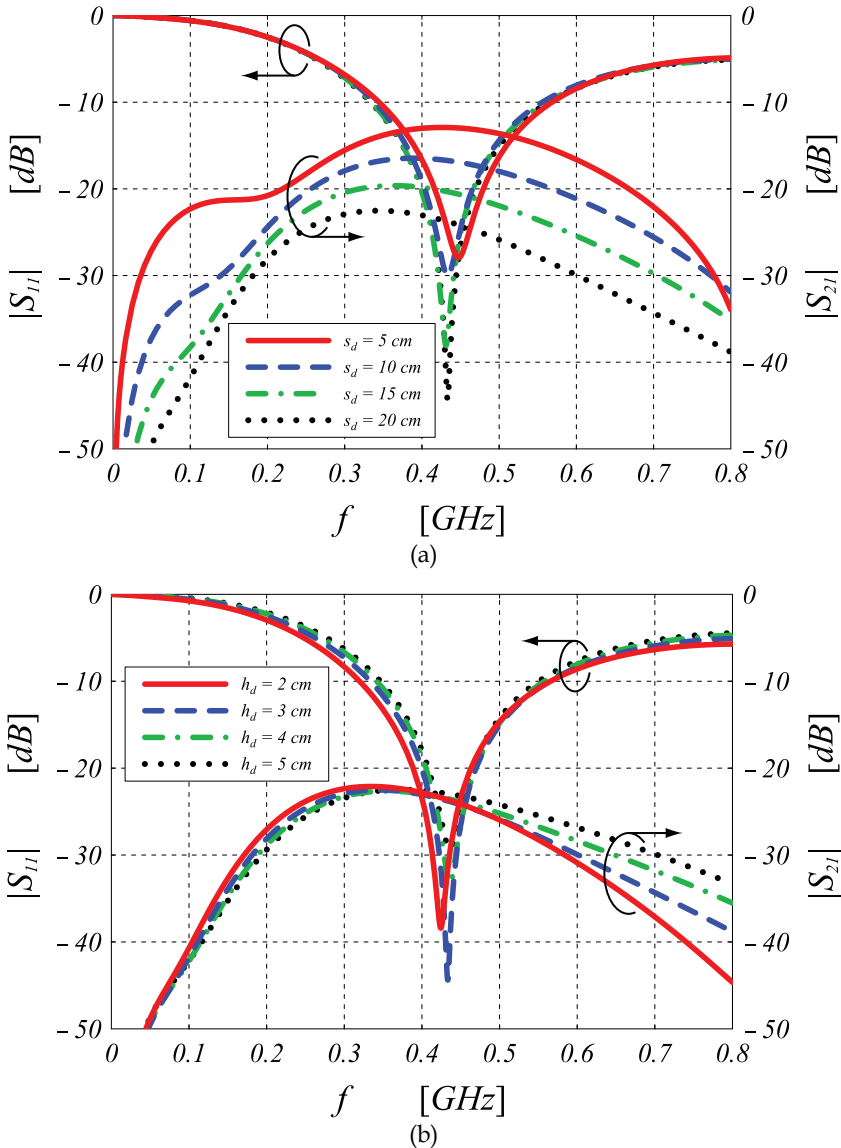 0
−10
−20
−30
−40
−50
|S₁₁| [dB]
0
−10
−20
−30
−40
−50
|S₂₁| [dB]
s_d = 5 cm
s_d = 10 cm
s_d = 15 cm
s_d = 20 cm
0 0.1 0.2 0.3 0.4 0.5 0.6 0.7 0.8
f [GHz]
(a)
0
−10
−20
−30
−40
−50
|S₁₁| [dB]
0
−10
−20
−30
−40
−50
|S₂₁| [dB]
h_d = 2 cm
h_d = 3 cm
h_d = 4 cm
h_d = 5 cm
0 0.1 0.2 0.3 0.4 0.5 0.6 0.7 0.8
f [GHz]
(b)